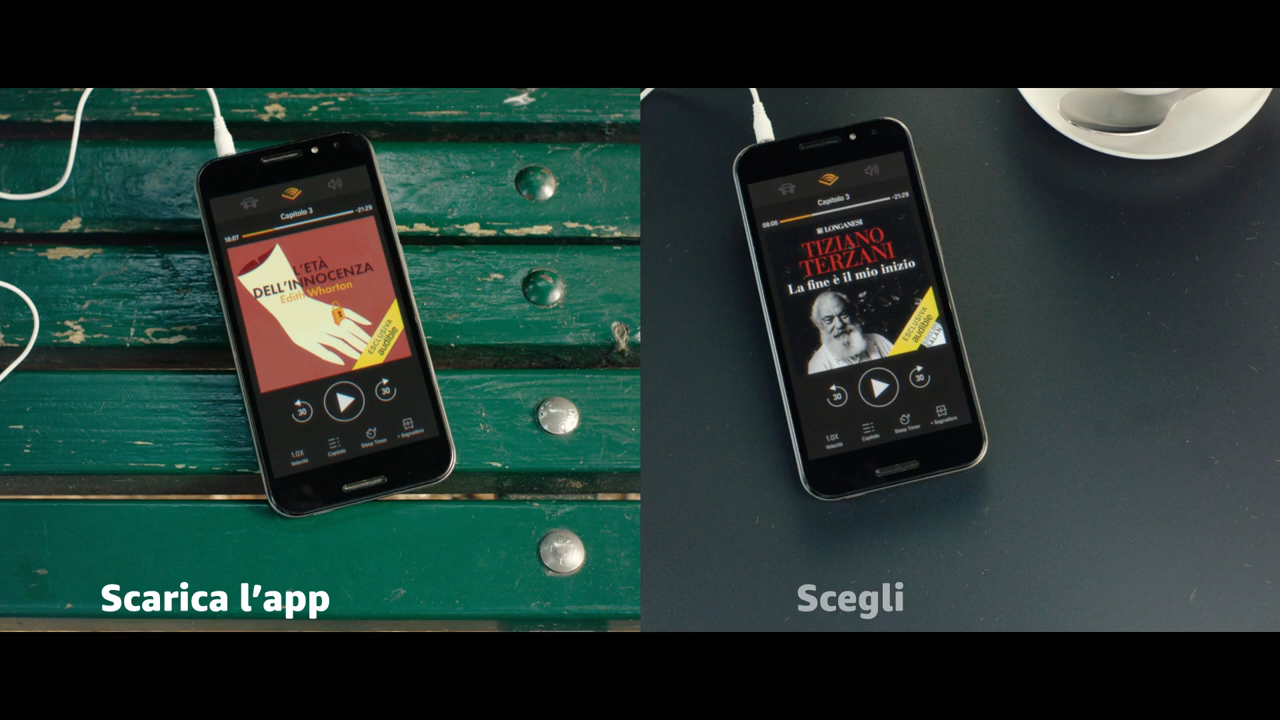 Capitolo 3
18:07
-21:29
L'ETÀ
DELL'INNOCENZA
Edith Wharton
ESCLUSIVA
audible
30
30
1.0X
Velocità
Capitolo
Sleep Timer
+ Segnalibro
Scarica l'app
Capitolo 3
-21:29
LONGANESI
TIZIANO
TERZANI
La fine è il mio inizio
ESCLUSIVA
audible
30
30
1.0X
Velocità
Capitolo
Sleep Timer
+ Segnalibro
Scegli